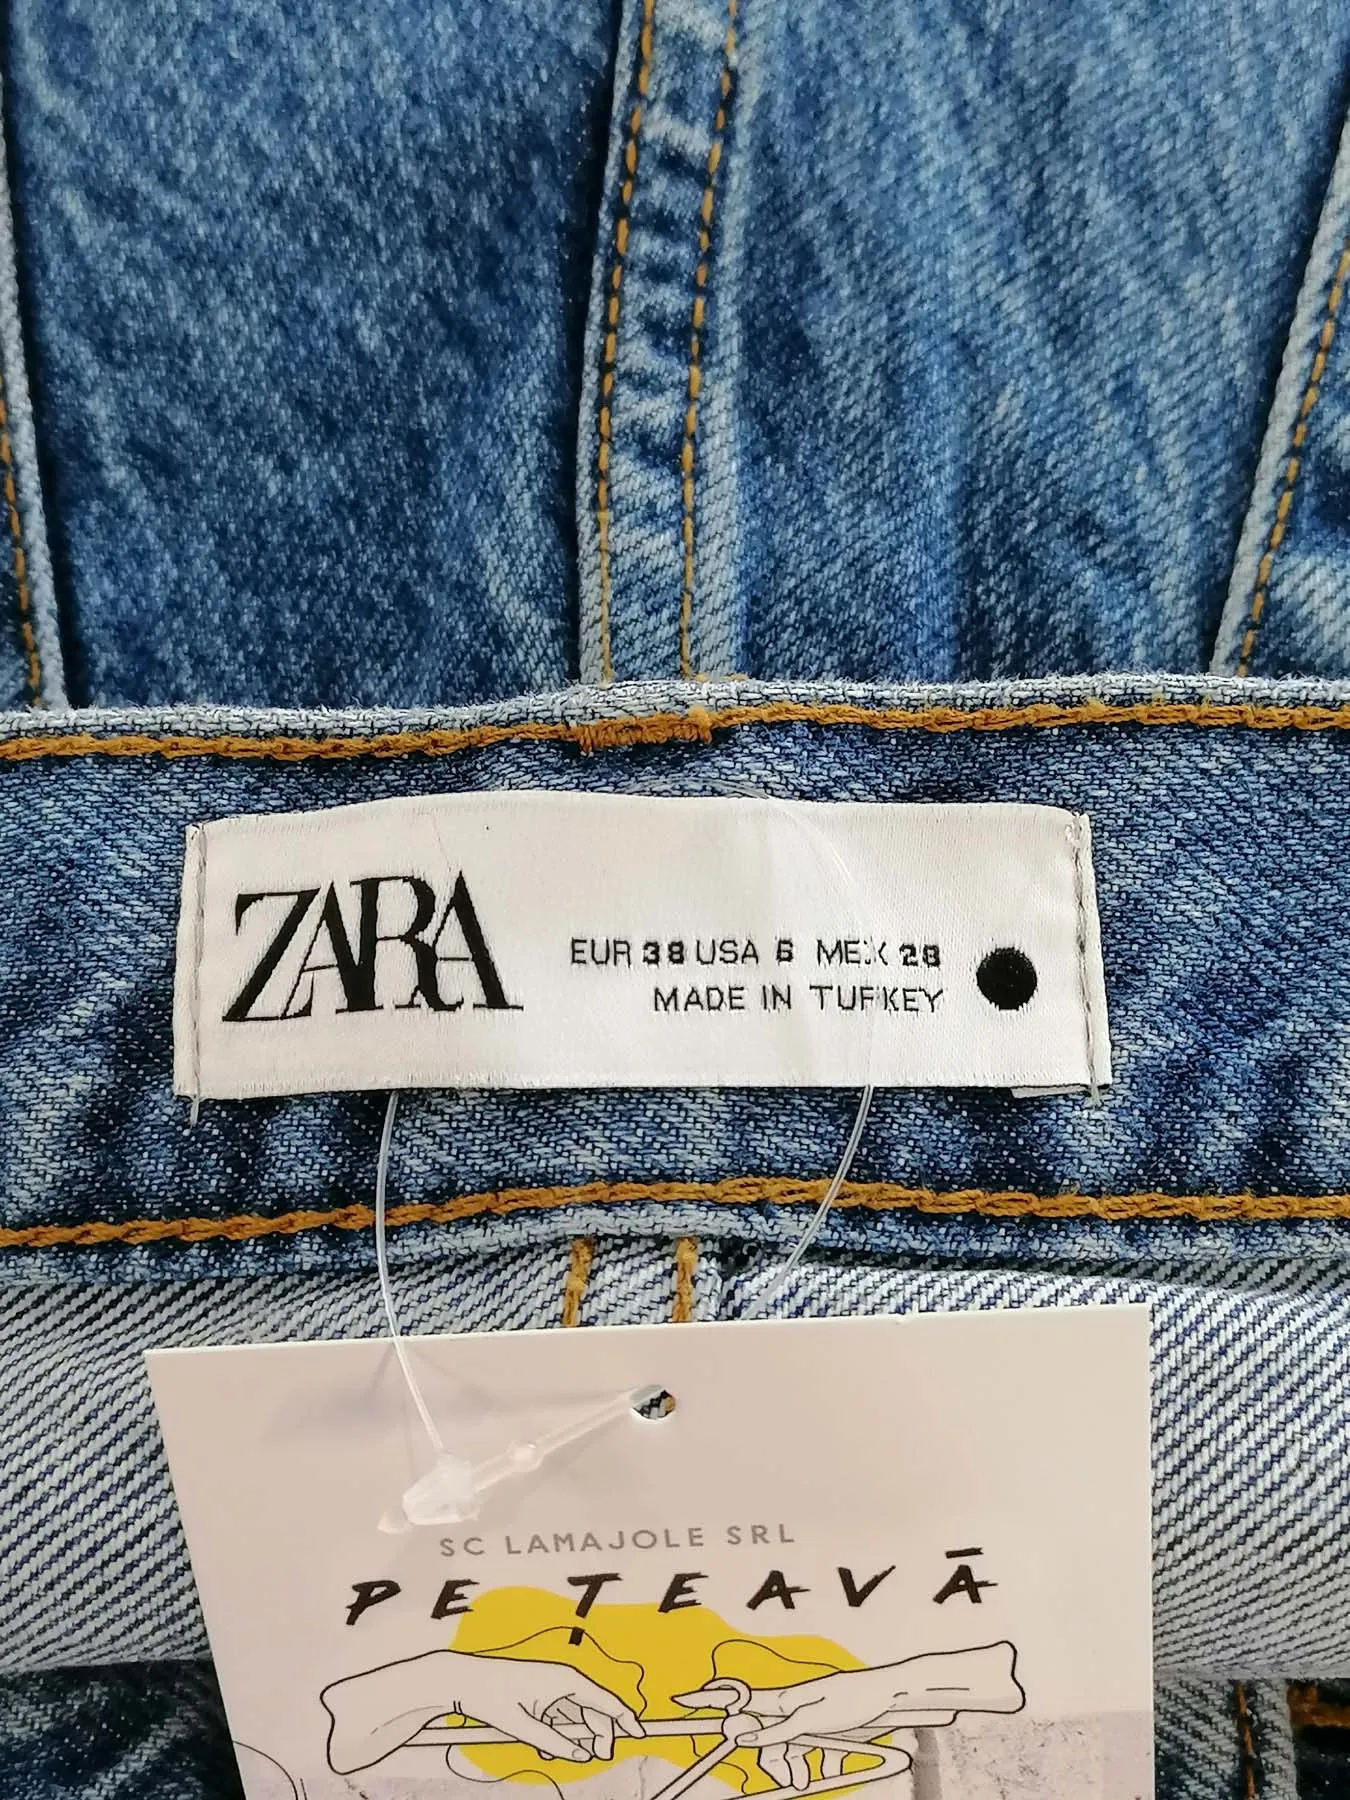 ZARA
EUR 38 USA 6 MEX 28
MADE IN TURKEY
SC LAMAJOLE SRL
PE ȚEAVĂ